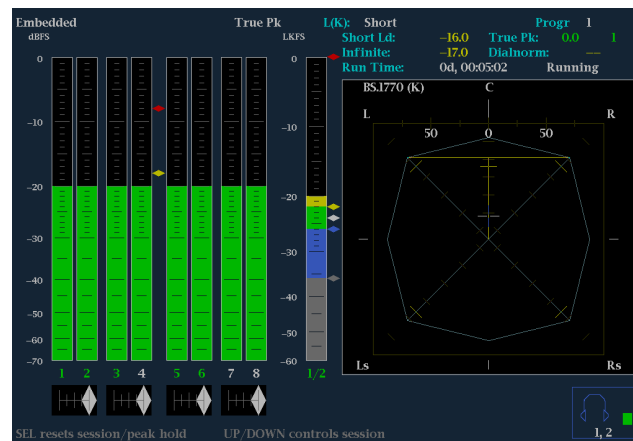 Embedded True Pk L(K): Short Progr 1
dBFS LKFS Short Ld: −16.0 True Pk: 0.0 1
Infinite: −17.0 Dialnorm: −−
Run Time: 0d, 00:05:02 Running
0 0
BS.1770 (K) C
L R
50 0 50
−10 −10
−20 −20
−30 −30
−40 −40
−50 −50
−60
−70 −60
Ls Rs
1 2 3 4 5 6 7 8 1/2
1, 2
SEL resets session/peak hold UP/DOWN controls session